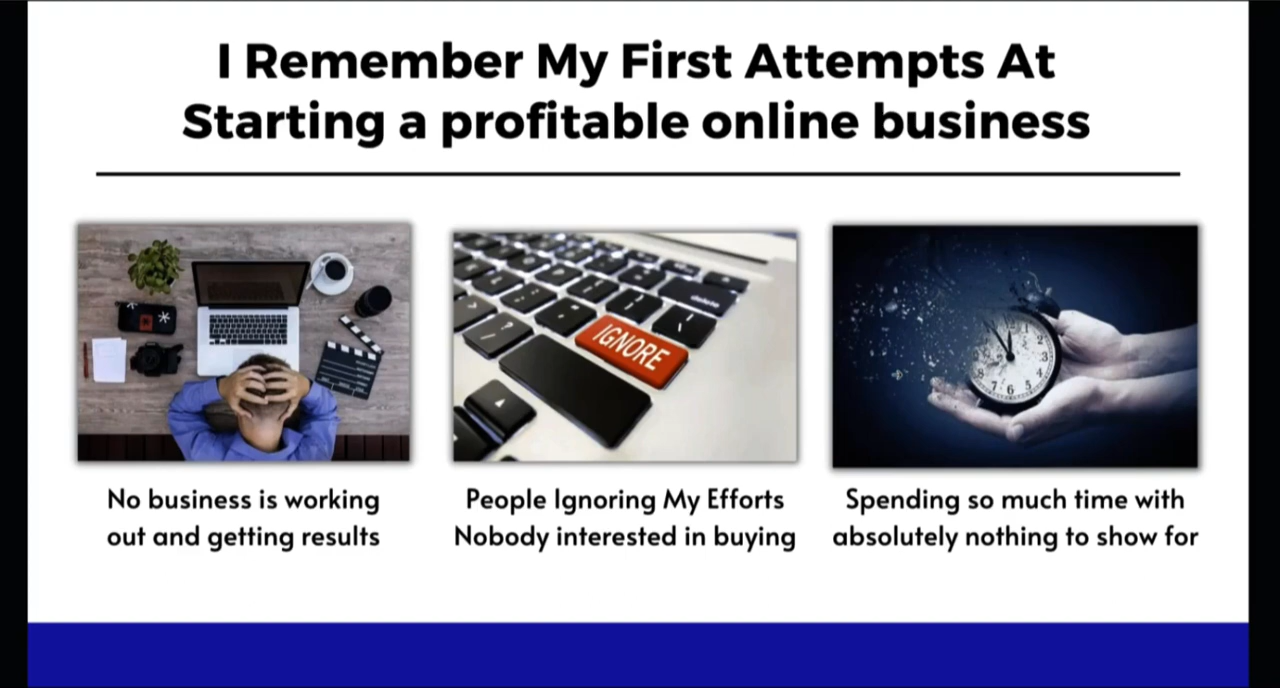 I Remember My First Attempts At
Starting a profitable online business
delete
IGNORE
No business is working
out and getting results
People Ignoring My Efforts
Nobody interested in buying
Spending so much time with
absolutely nothing to show for